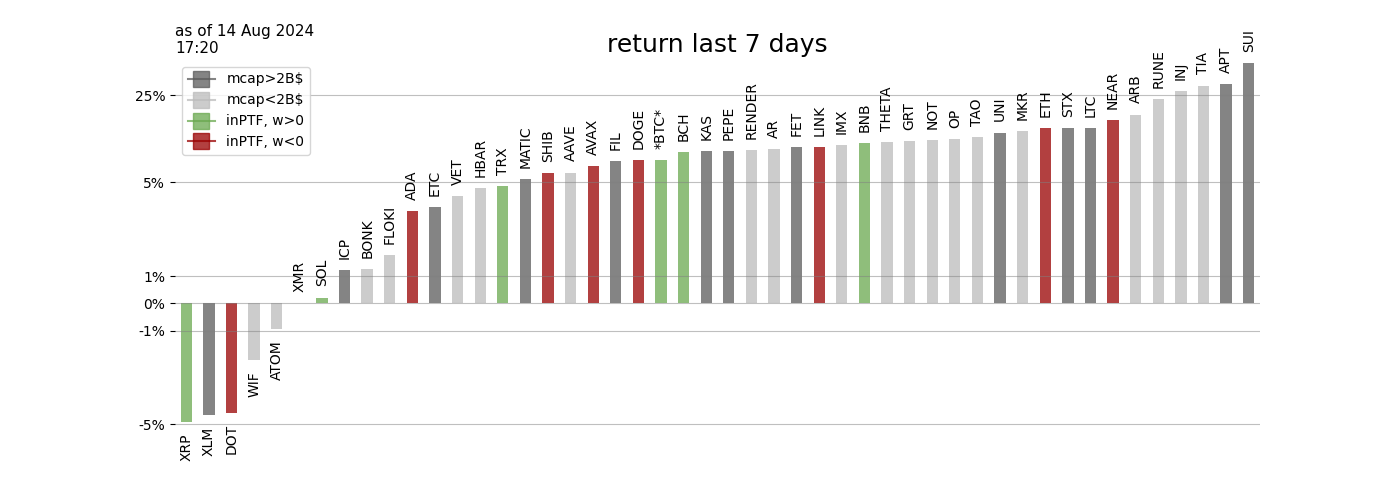 as of 14 Aug 2024
17:20
return last 7 days
mcap>2B$
mcap<2B$
inPTF, w>0
inPTF, w<0
25%
5%
1%
0%
-1%
-5%
XRP
XLM
DOT
WIF
ATOM
XMR
SOL
ICP
BONK
FLOKI
ADA
ETC
VET
HBAR
TRX
MATIC
SHIB
AAVE
AVAX
FIL
DOGE
*BTC*
BCH
KAS
PEPE
RENDER
AR
FET
LINK
IMX
BNB
THETA
GRT
NOT
OP
TAO
UNI
MKR
ETH
STX
LTC
NEAR
ARB
RUNE
INJ
TIA
APT
SUI